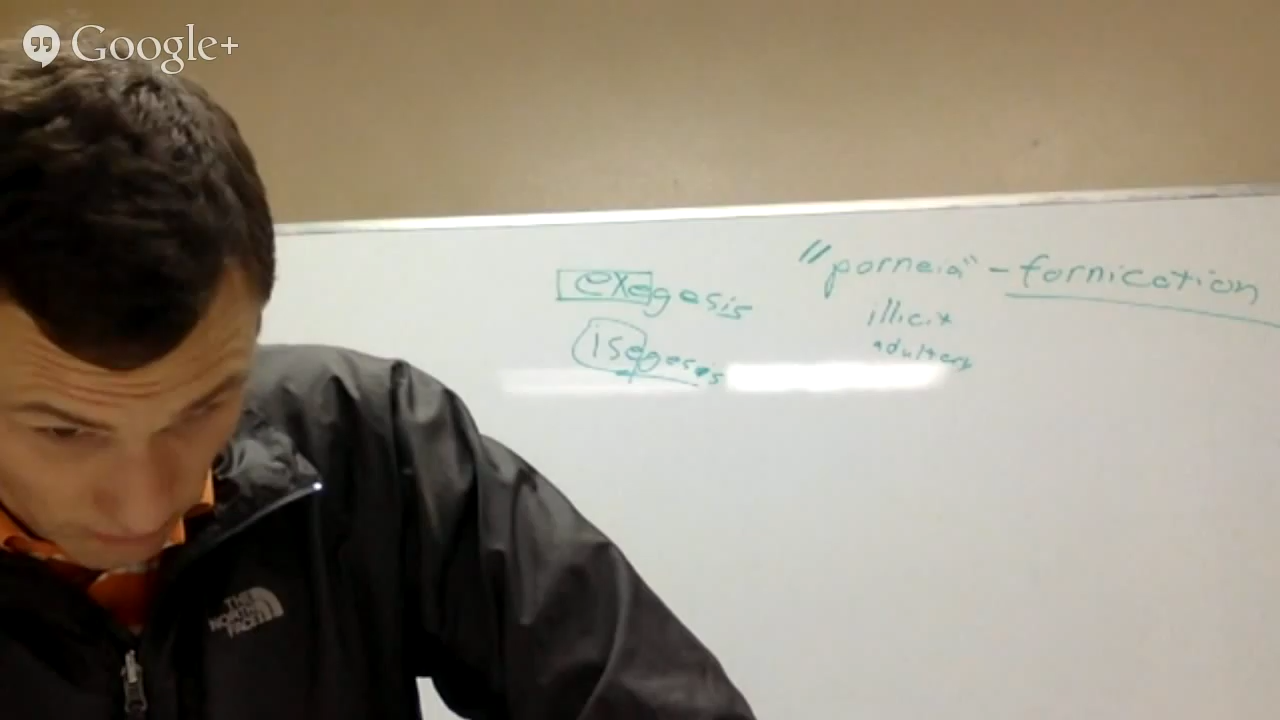 Google+
exegesis
isegesis
"porneia" - fornication
illicit
adultery
THE
NORTH
FACE